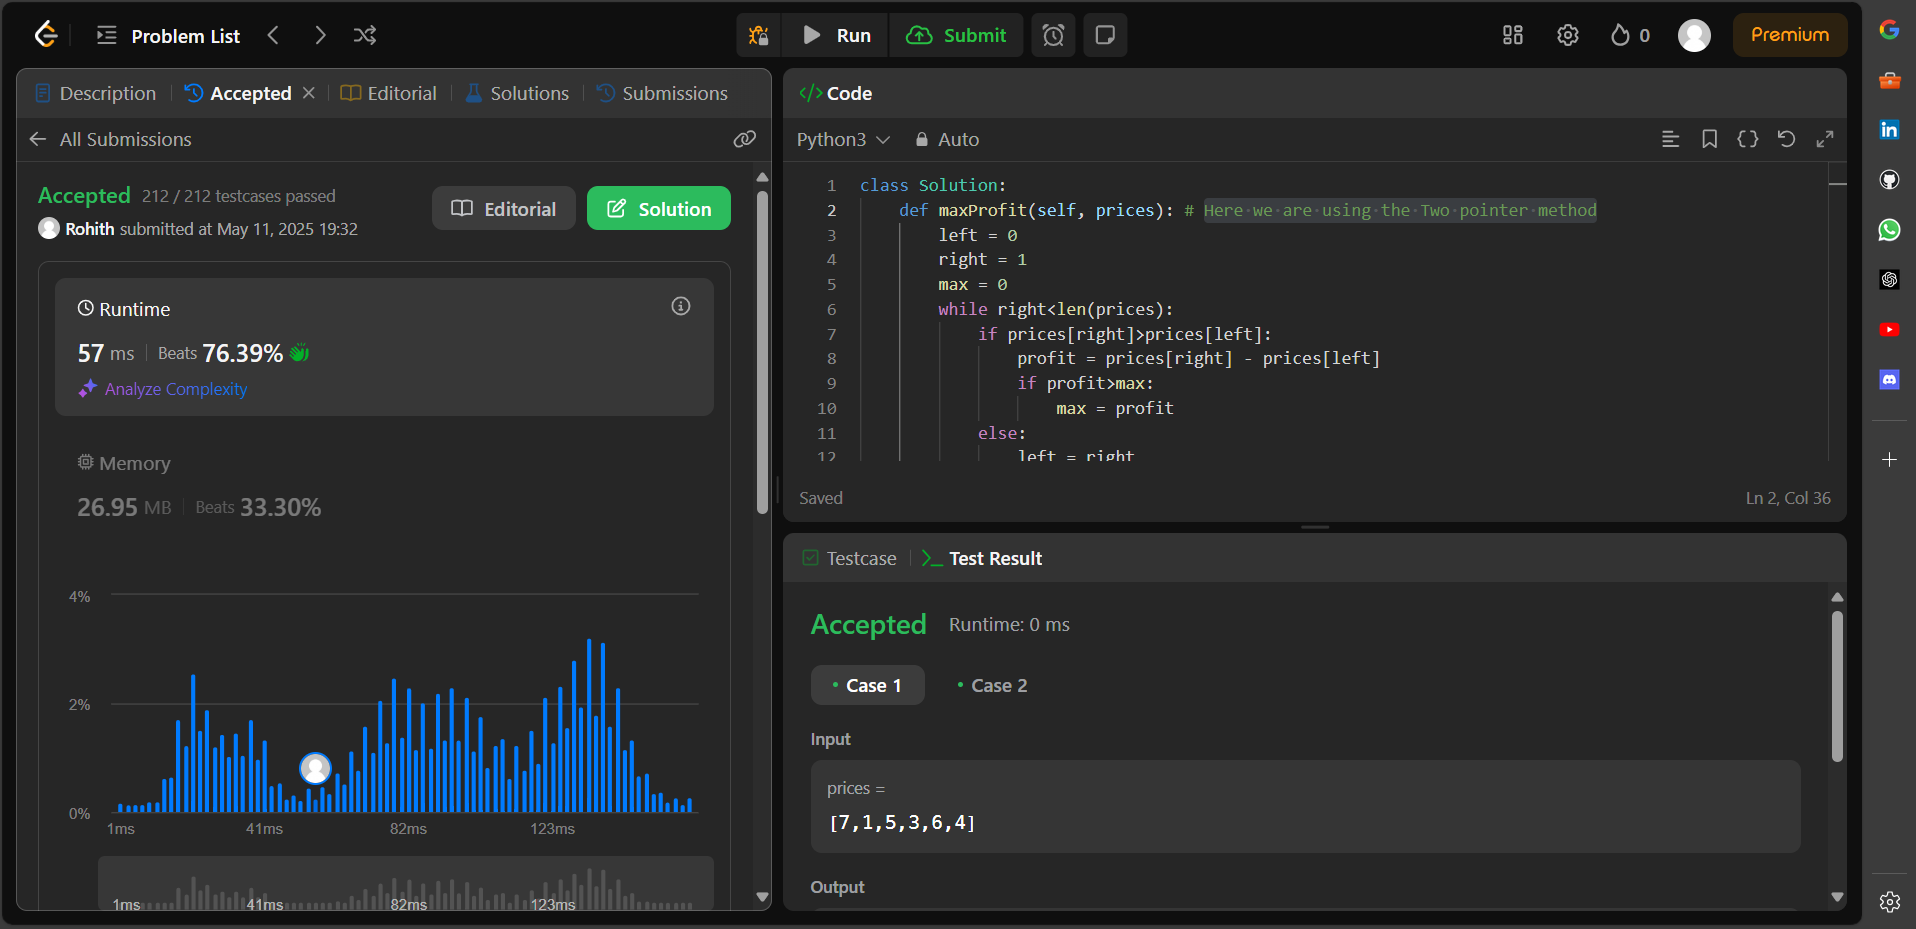 Problem List
Run
Submit
0
Premium
Description
Accepted
Editorial
Solutions
Submissions
All Submissions
Accepted 212 / 212 testcases passed
Rohith submitted at May 11, 2025 19:32
Editorial
Solution
Runtime
57 ms Beats 76.39%
Analyze Complexity
Memory
26.95 MB Beats 33.30%
4%
2%
0%
1ms 41ms 82ms 123ms
1ms 41ms 82ms 123ms
</> Code
Python3 Auto
1 class Solution:
2 def maxProfit(self, prices): # Here we are using the Two pointer method
3 left = 0
4 right = 1
5 max = 0
6 while right<len(prices):
7 if prices[right]>prices[left]:
8 profit = prices[right] - prices[left]
9 if profit>max:
10 max = profit
11 else:
12 left = right
Saved
Ln 2, Col 36
Testcase
Test Result
Accepted Runtime: 0 ms
Case 1
Case 2
Input
prices =
[7,1,5,3,6,4]
Output